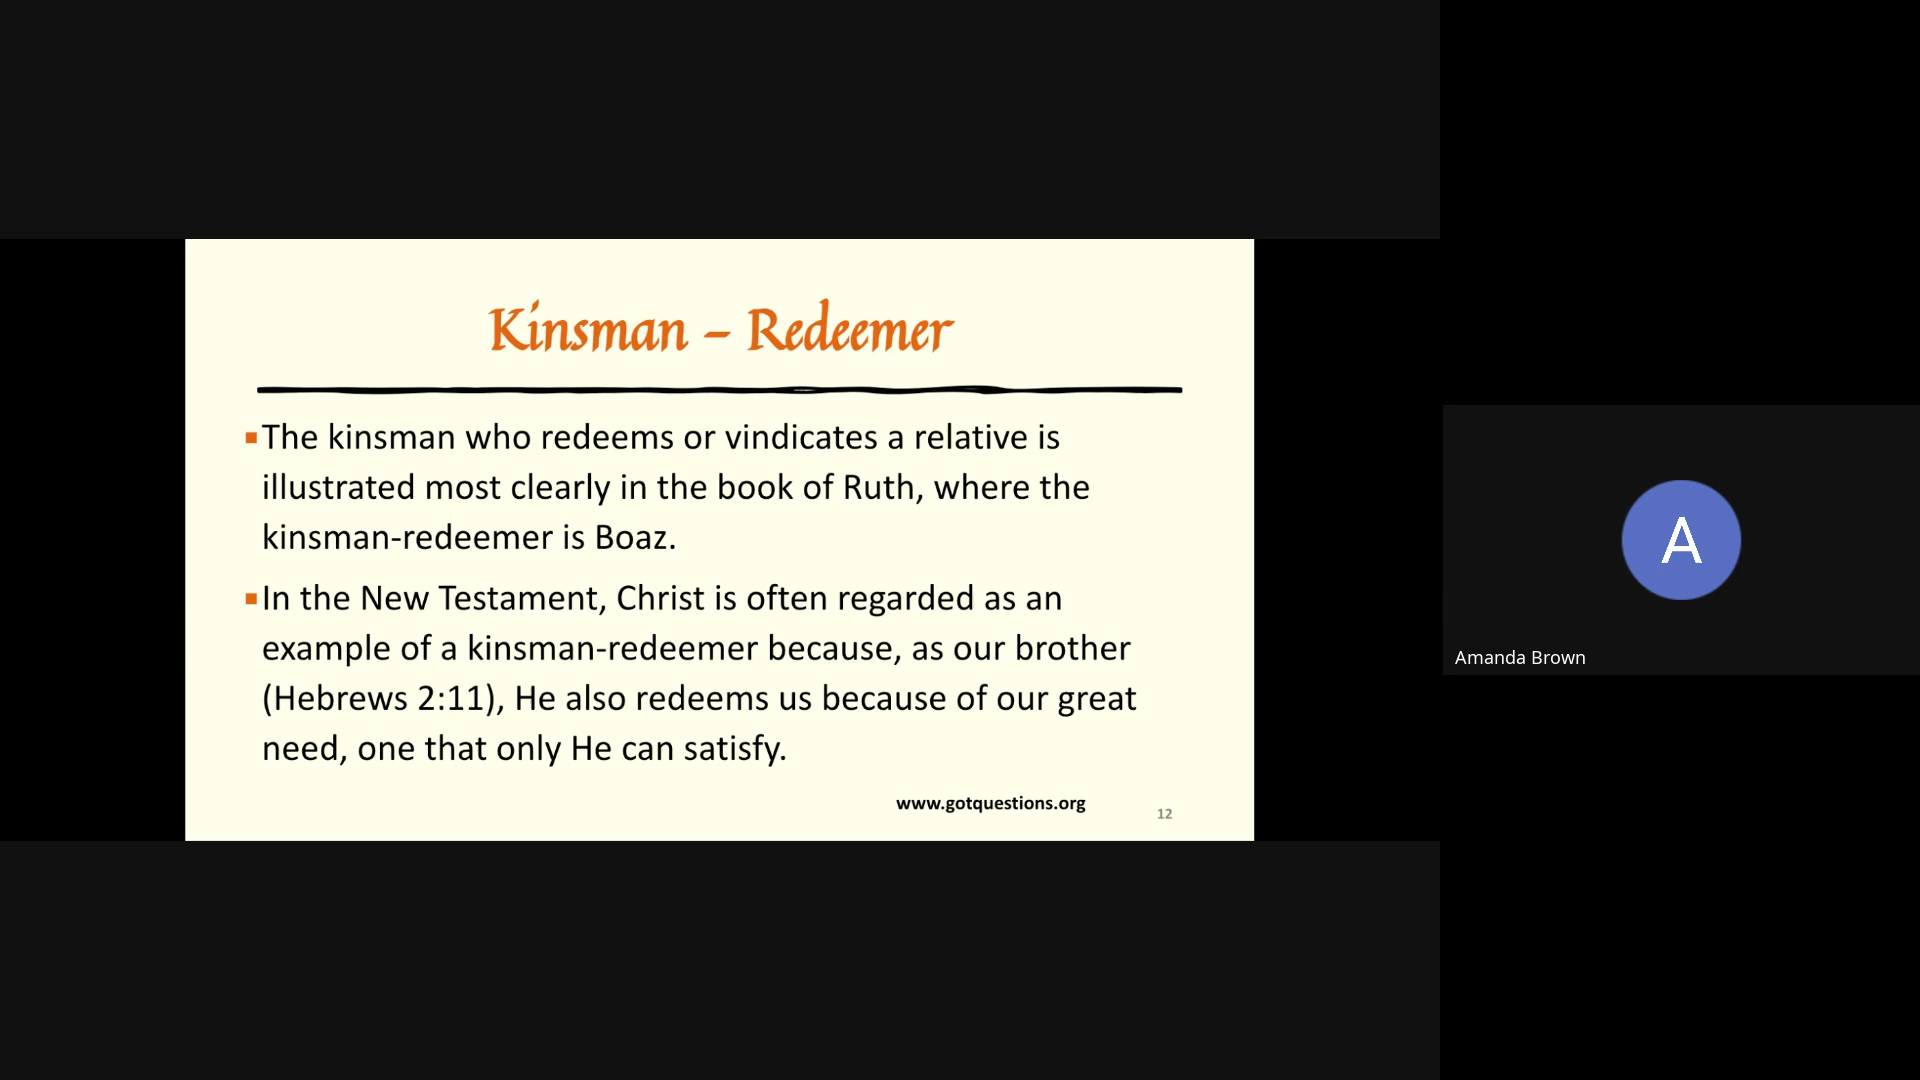 Kinsman – Redeemer
▪The kinsman who redeems or vindicates a relative is
illustrated most clearly in the book of Ruth, where the
kinsman-redeemer is Boaz.
▪In the New Testament, Christ is often regarded as an
example of a kinsman-redeemer because, as our brother
(Hebrews 2:11), He also redeems us because of our great
need, one that only He can satisfy.
www.gotquestions.org
12
A
Amanda Brown